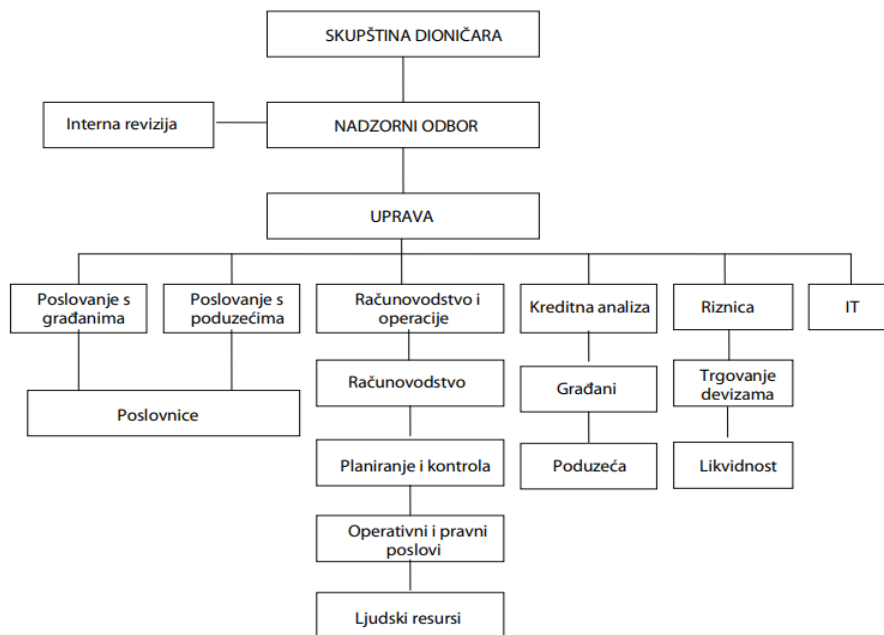 SKUPŠTINA DIONIČARA
Interna revizija
NADZORNI ODBOR
UPRAVA
Poslovanje s
građanima
Poslovanje s
poduzećima
Računovodstvo i
operacije
Kreditna analiza
Riznica
IT
Poslovnice
Računovodstvo
Građani
Trgovanje
devizama
Planiranje i kontrola
Poduzeća
Likvidnost
Operativni i pravni
poslovi
Ljudski resursi